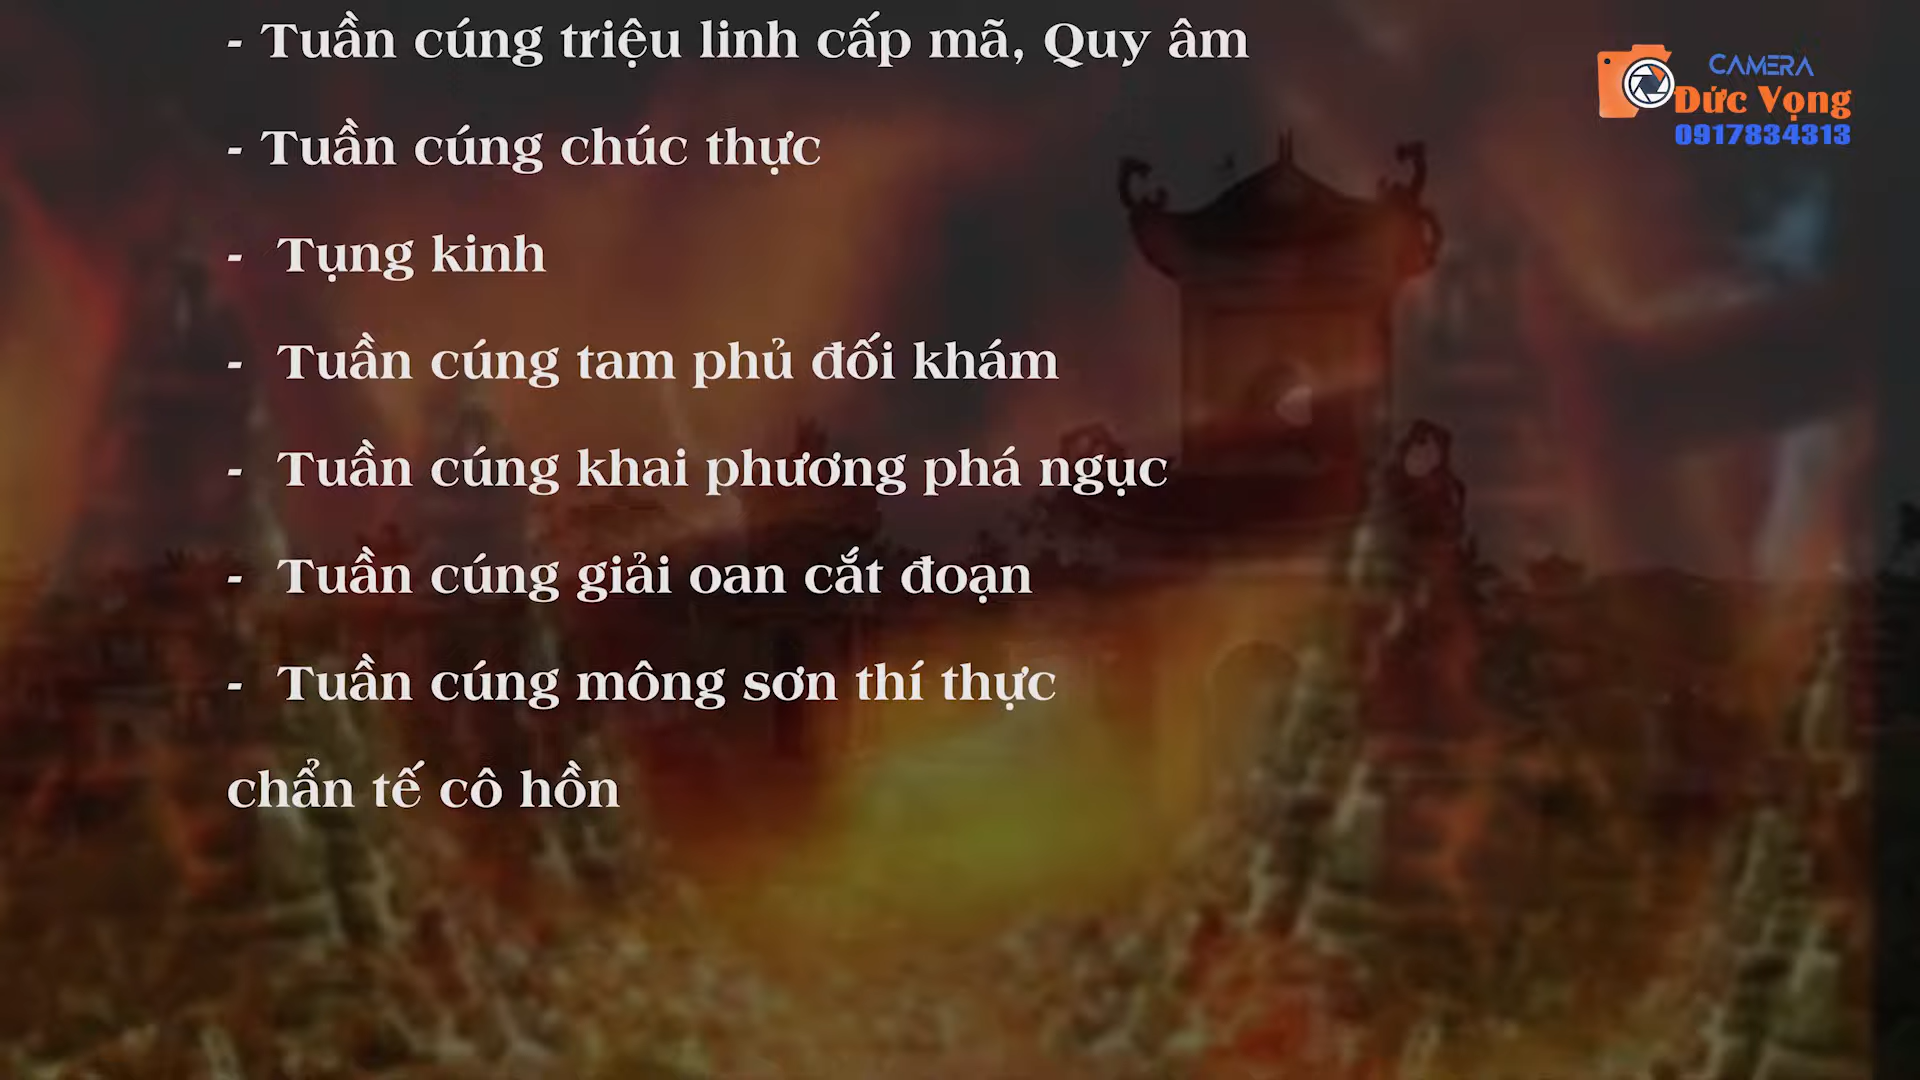 - Tuần cúng triệu linh cấp mã, Quy âm
- Tuần cúng chúc thực
- Tụng kinh
- Tuần cúng tam phủ đối khám
- Tuần cúng khai phương phá ngục
- Tuần cúng giải oan cắt đoạn
- Tuần cúng mông sơn thí thực
chẩn tế cô hồn
CAMERA
Đức Vọng
0917834313